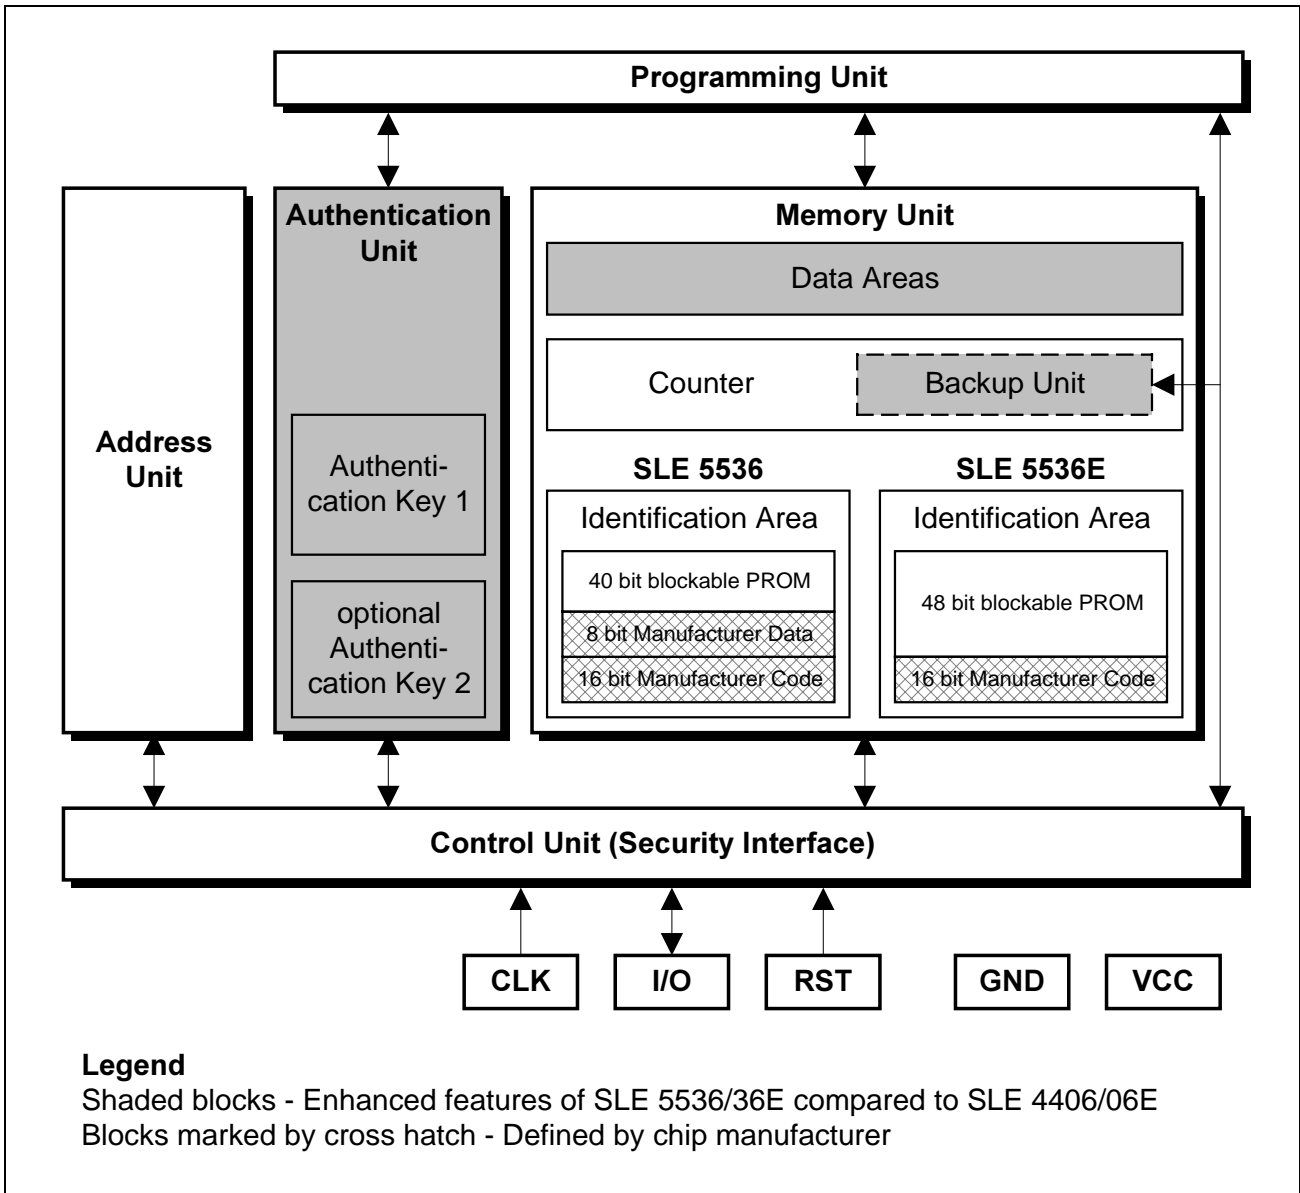 Programming Unit
Address
Unit
Authentication
Unit
Authenti-
cation Key 1
optional
Authenti-
cation Key 2
Memory Unit
Data Areas
Counter
Backup Unit
SLE 5536
Identification Area
40 bit blockable PROM
8 bit Manufacturer Data
16 bit Manufacturer Code
SLE 5536E
Identification Area
48 bit blockable PROM
16 bit Manufacturer Code
Control Unit (Security Interface)
CLK
I/O
RST
GND
VCC
Legend
Shaded blocks - Enhanced features of SLE 5536/36E compared to SLE 4406/06E
Blocks marked by cross hatch - Defined by chip manufacturer